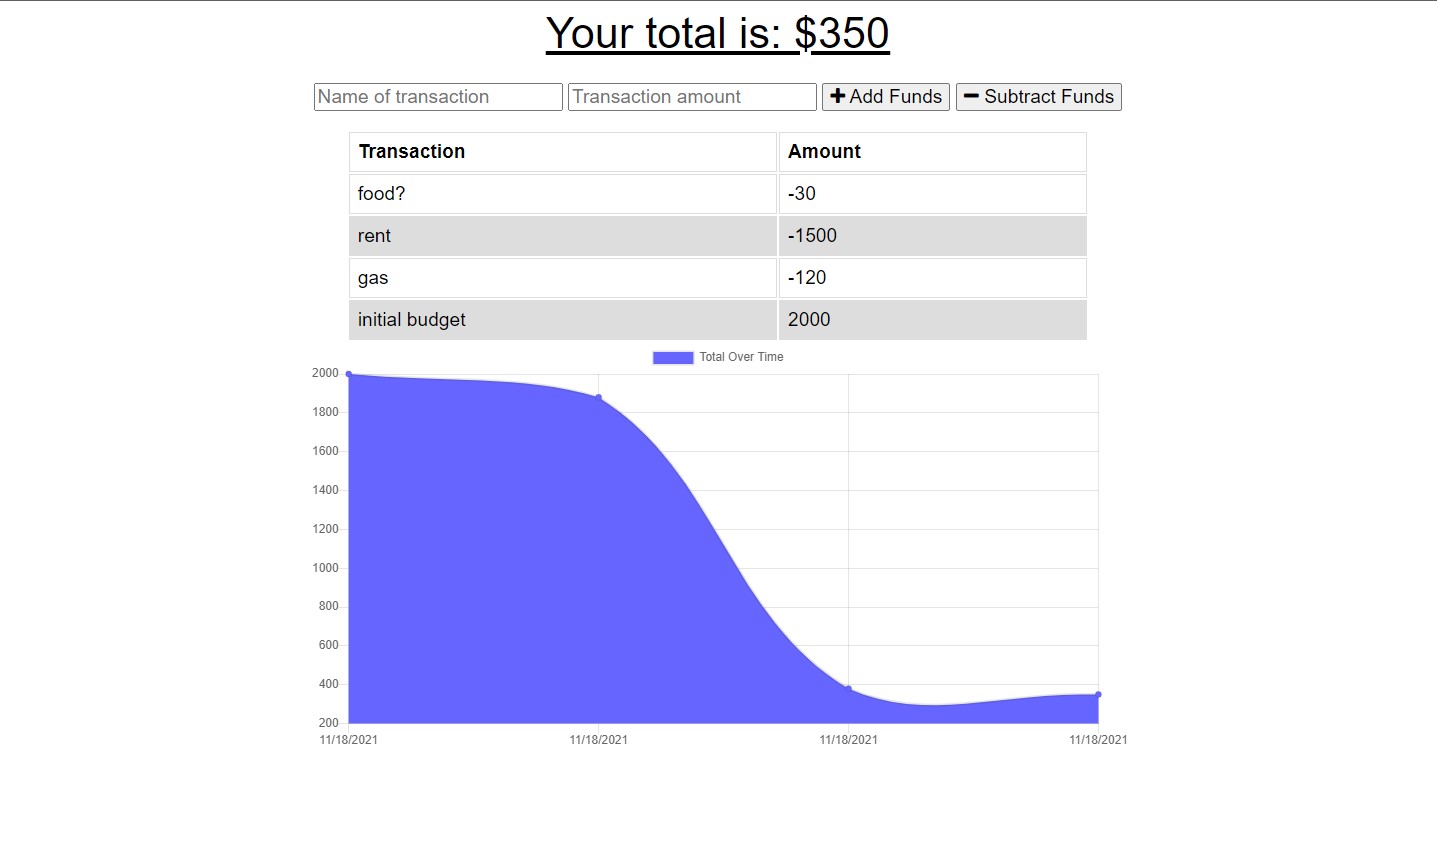 Your total is: $350
Name of transaction Transaction amount Add Funds Subtract Funds
Transaction Amount
food? -30
rent -1500
gas -120
initial budget 2000
Total Over Time
2000
1800
1600
1400
1200
1000
800
600
400
200
11/18/2021 11/18/2021 11/18/2021 11/18/2021